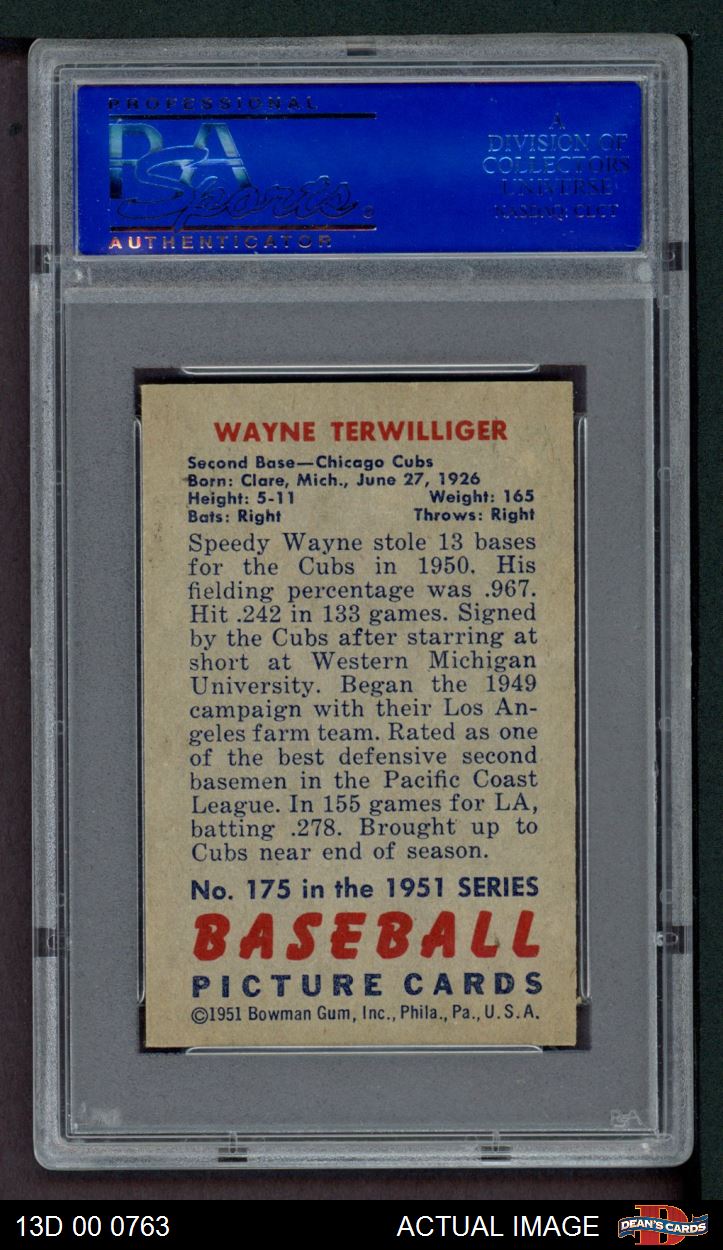 PROFESSIONAL
PSA
Sports
AUTHENTICATOR
A
DIVISION OF
COLLECTORS
UNIVERSE
NASDAQ: CLCT
WAYNE TERWILLIGER
Second Base—Chicago Cubs
Born: Clare, Mich., June 27, 1926
Height: 5-11 Weight: 165
Bats: Right Throws: Right
Speedy Wayne stole 13 bases
for the Cubs in 1950. His
fielding percentage was .967.
Hit .242 in 133 games. Signed
by the Cubs after starring at
short at Western Michigan
University. Began the 1949
campaign with their Los An-
geles farm team. Rated as one
of the best defensive second
basemen in the Pacific Coast
League. In 155 games for LA,
batting .278. Brought up to
Cubs near end of season.
No. 175 in the 1951 SERIES
BASEBALL
PICTURE CARDS
©1951 Bowman Gum, Inc., Phila., Pa., U.S.A.
PSA
13D 00 0763 ACTUAL IMAGE DEAN'S CARDS